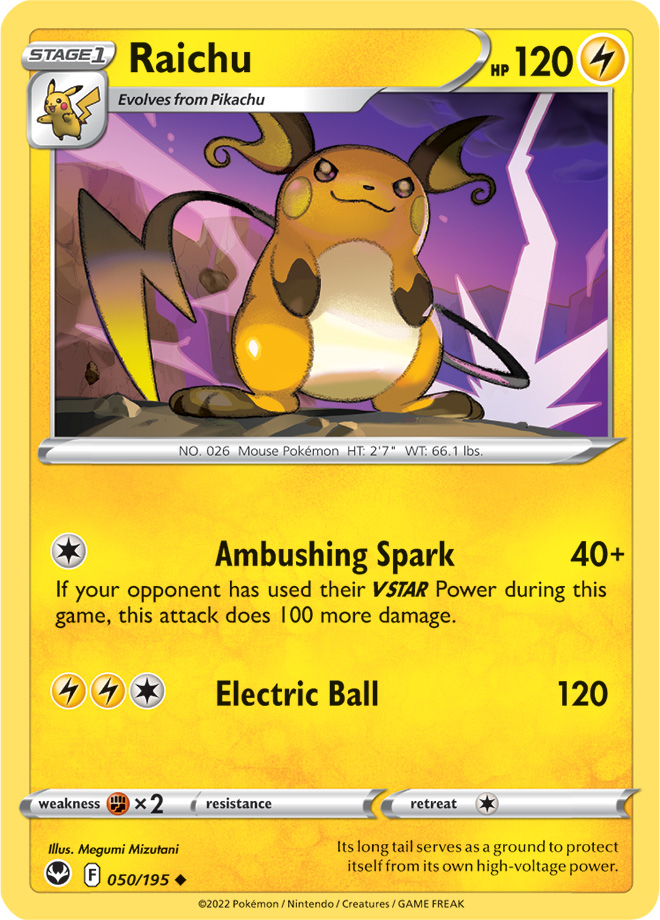 STAGE1
Raichu
HP 120
Evolves from Pikachu
NO. 026 Mouse Pokémon HT: 2'7" WT: 66.1 lbs.
Ambushing Spark 40+
If your opponent has used their VSTAR Power during this
game, this attack does 100 more damage.
Electric Ball 120
weakness ×2 resistance retreat
Illus. Megumi Mizutani
Its long tail serves as a ground to protect
itself from its own high-voltage power.
F 050/195
©2022 Pokémon / Nintendo / Creatures / GAME FREAK